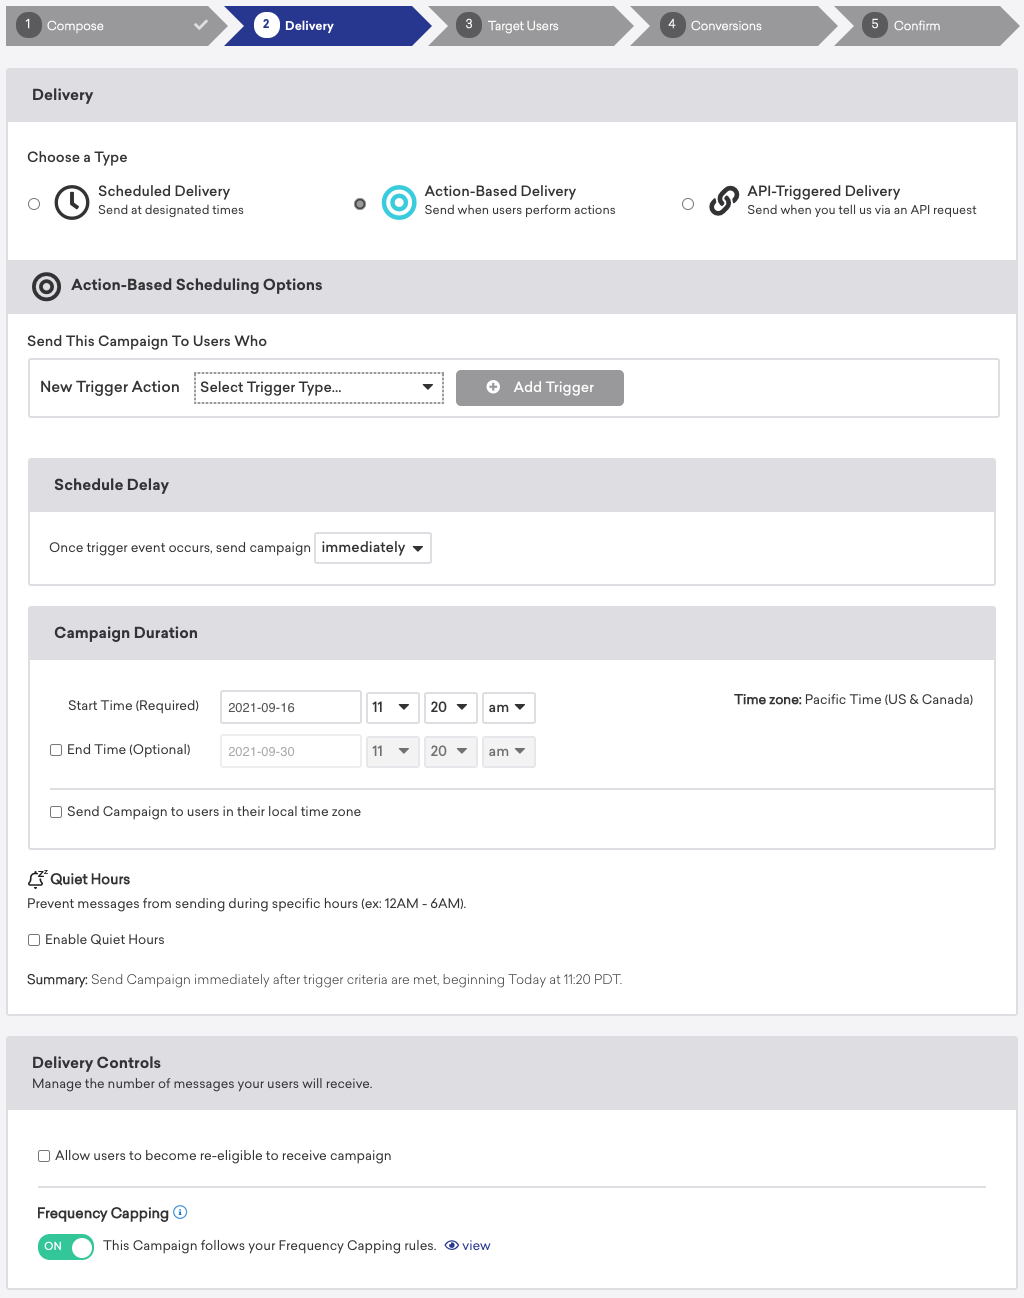 1 Compose
2 Delivery
3 Target Users
4 Conversions
5 Confirm
Delivery
Choose a Type
Scheduled Delivery
Send at designated times
Action-Based Delivery
Send when users perform actions
API-Triggered Delivery
Send when you tell us via an API request
Action-Based Scheduling Options
Send This Campaign To Users Who
New Trigger Action Select Trigger Type... Add Trigger
Schedule Delay
Once trigger event occurs, send campaign immediately
Campaign Duration
Start Time (Required) 2021-09-16 11 20 am Time zone: Pacific Time (US & Canada)
End Time (Optional) 2021-09-30 11 20 am
Send Campaign to users in their local time zone
zz Quiet Hours
Prevent messages from sending during specific hours (ex: 12AM - 6AM).
Enable Quiet Hours
Summary: Send Campaign immediately after trigger criteria are met, beginning Today at 11:20 PDT.
Delivery Controls
Manage the number of messages your users will receive.
Allow users to become re-eligible to receive campaign
Frequency Capping i
ON This Campaign follows your Frequency Capping rules. view